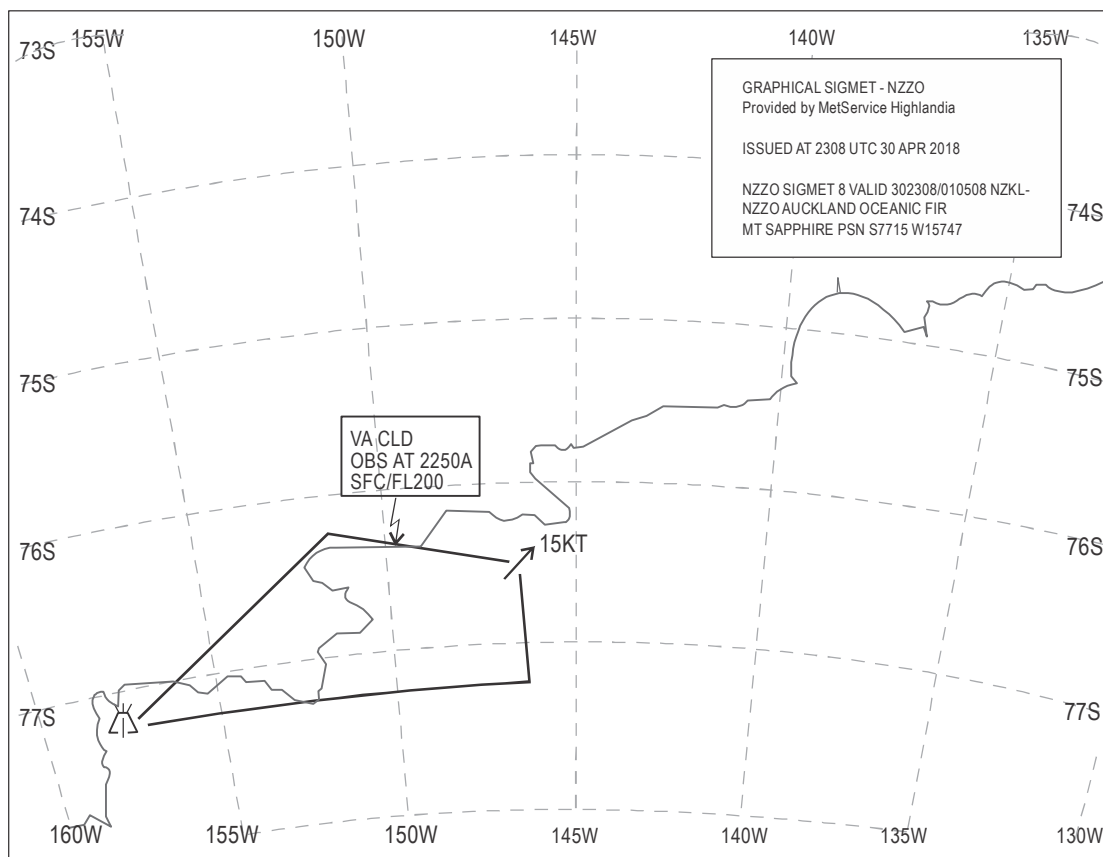 155W
150W
145W
140W
135W
73S
GRAPHICAL SIGMET - NZZO
Provided by MetService Highlandia
ISSUED AT 2308 UTC 30 APR 2018
NZZO SIGMET 8 VALID 302308/010508 NZKL-
NZZO AUCKLAND OCEANIC FIR
MT SAPPHIRE PSN S7715 W15747
74S
74S
75S
75S
VA CLD
OBS AT 2250A
SFC/FL200
76S
15KT
76S
77S
77S
160W
155W
150W
145W
140W
135W
130W